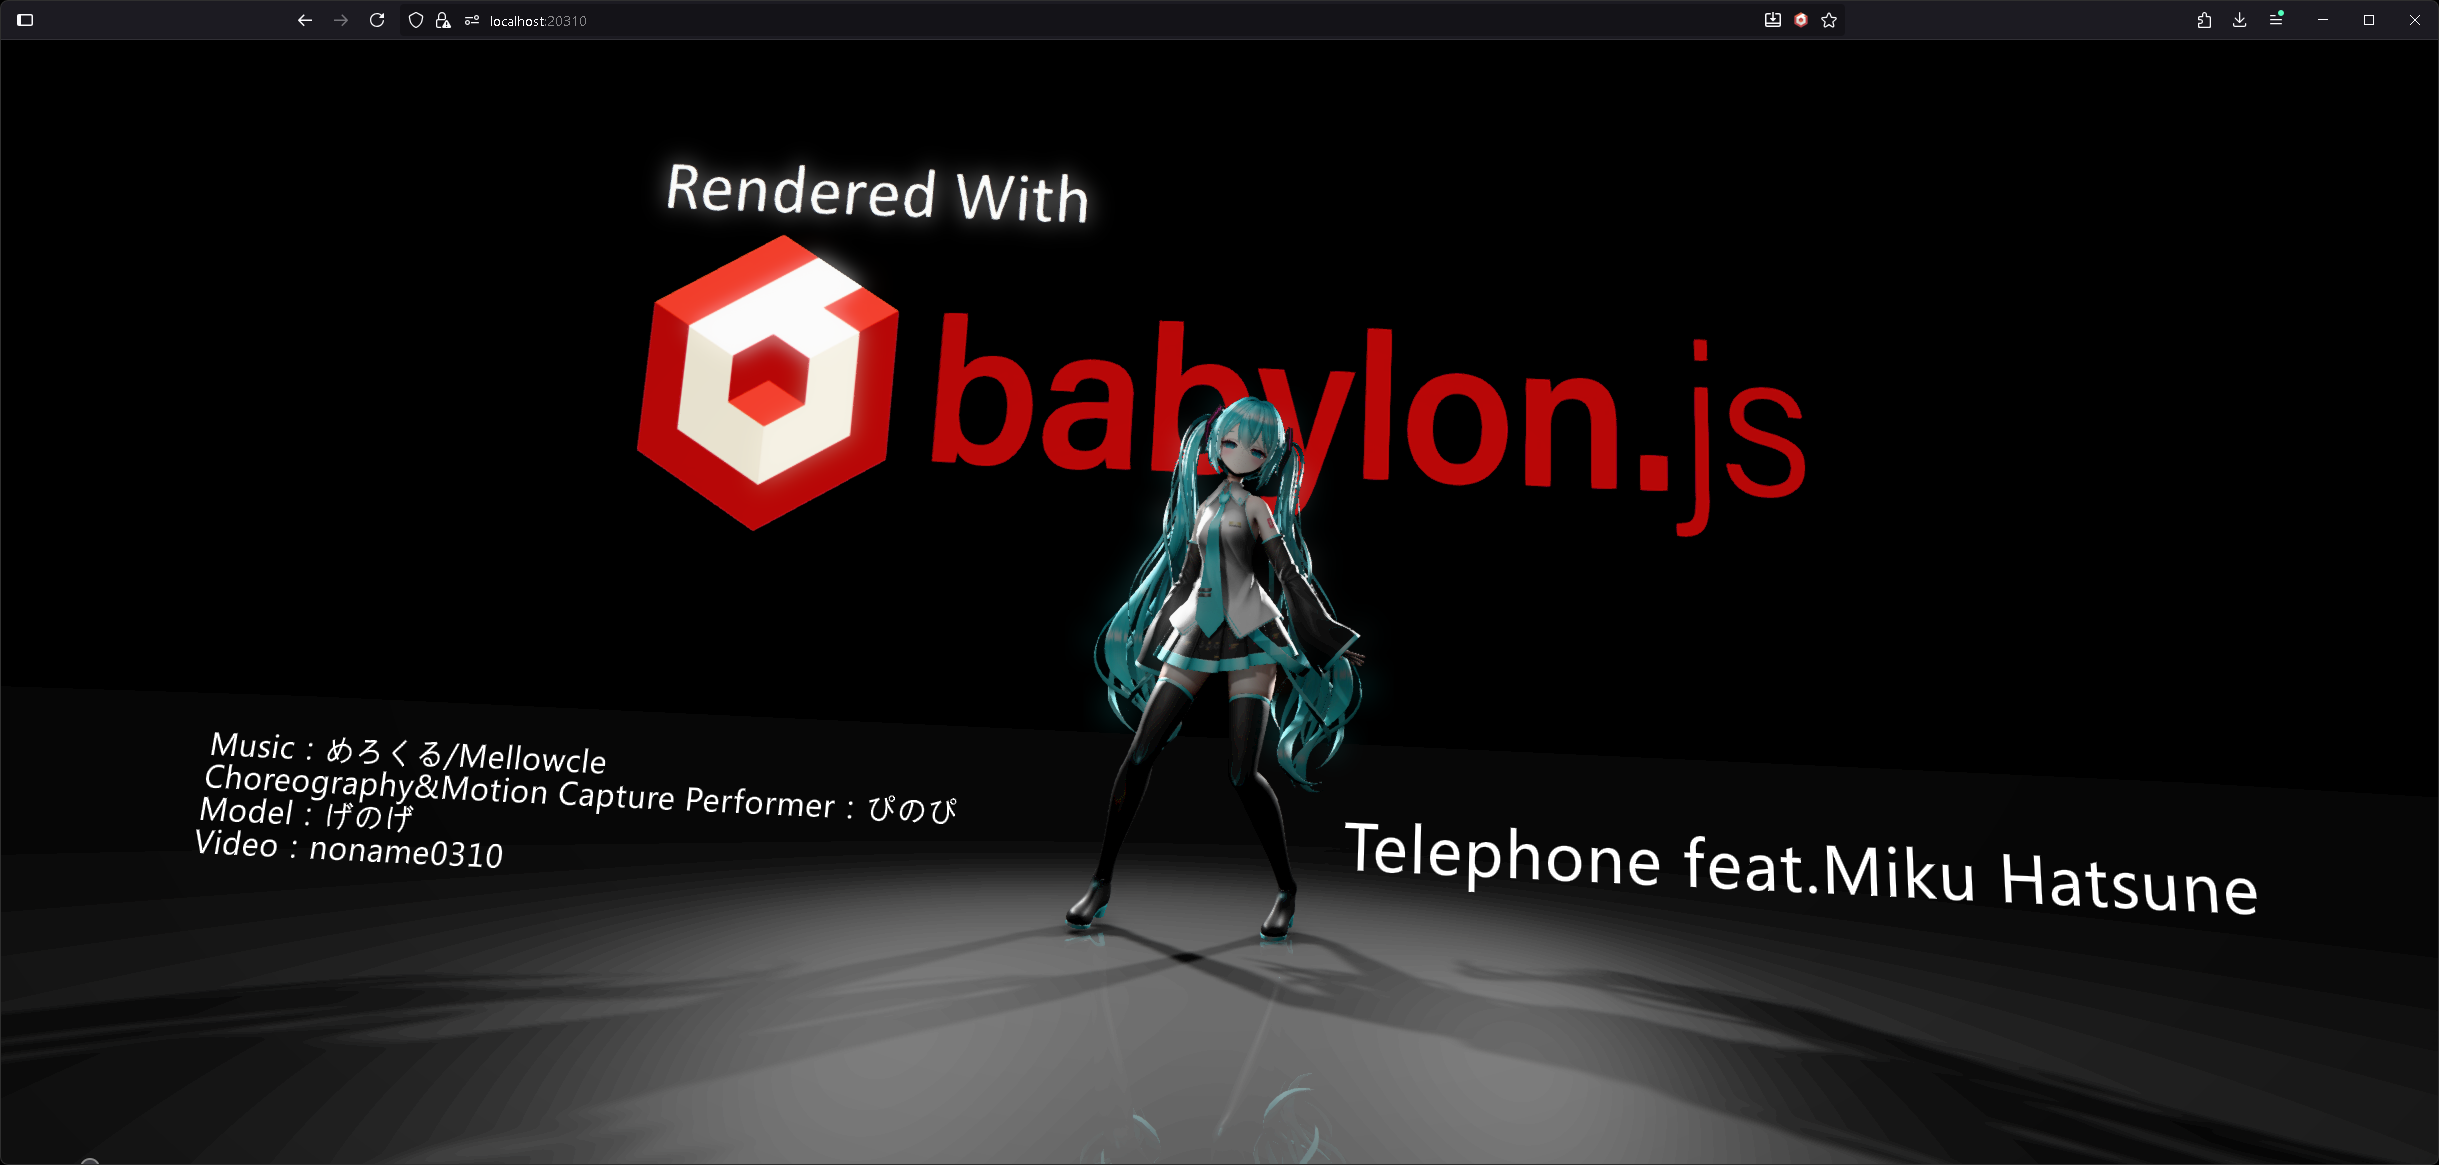 localhost:20310
Rendered With
babylon.js
Music : めろくる/Mellowcle
Choreography&Motion Capture Performer : ぴのぴ
Model : げのげ
Video : noname0310
Telephone feat.Miku Hatsune